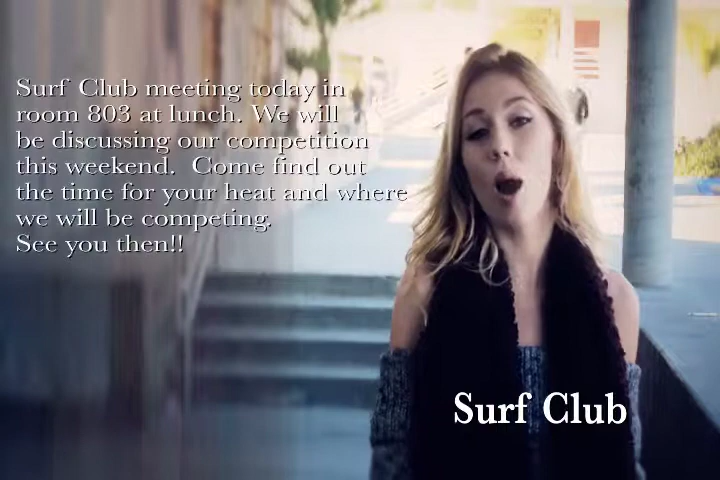 Surf Club meeting today in
room 803 at lunch. We will
be discussing our competition
this weekend.  Come find out
the time for your heat and where
we will be competing.
See you then!!
Surf Club